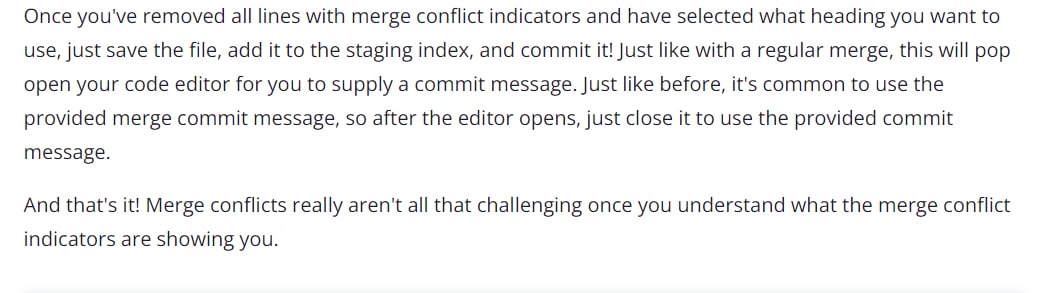 Once you've removed all lines with merge conflict indicators and have selected what heading you want to
use, just save the file, add it to the staging index, and commit it! Just like with a regular merge, this will pop
open your code editor for you to supply a commit message. Just like before, it's common to use the
provided merge commit message, so after the editor opens, just close it to use the provided commit
message.
And that's it! Merge conflicts really aren't all that challenging once you understand what the merge conflict
indicators are showing you.